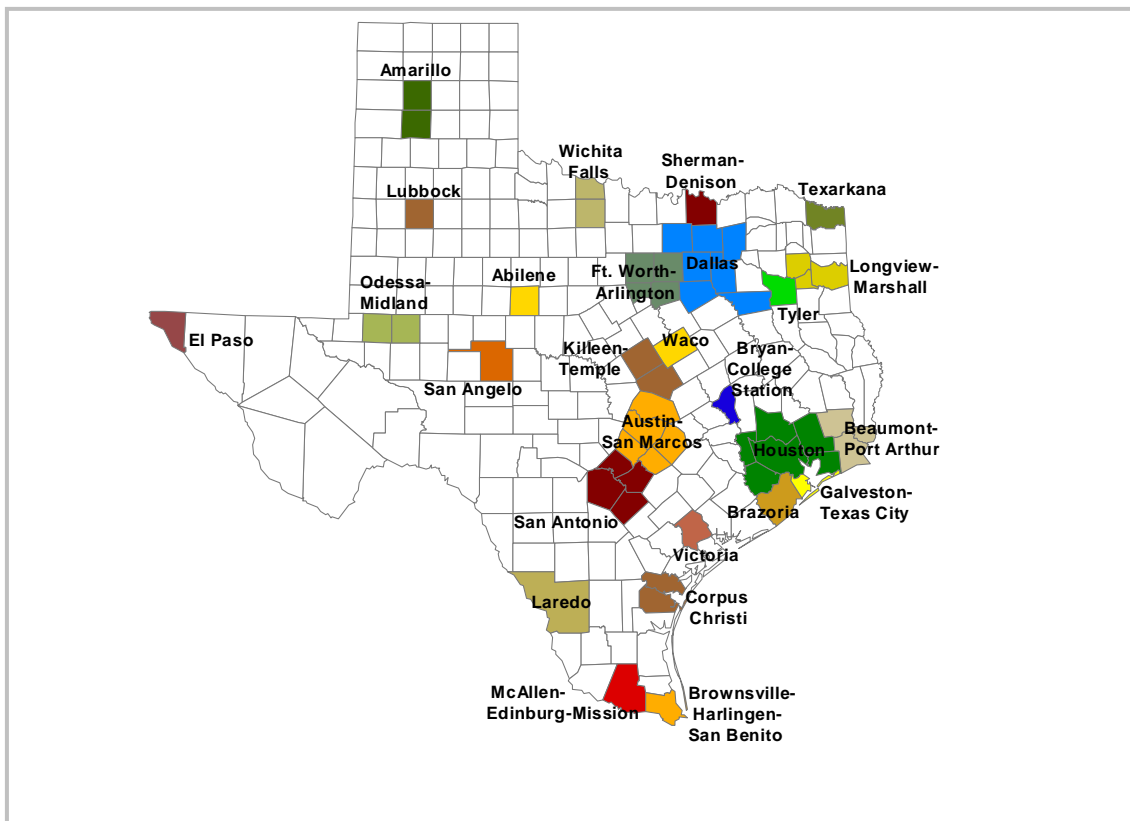 Amarillo
Wichita
Falls
Sherman-
Denison
Texarkana
Lubbock
Odessa-
Midland
Abilene
Ft. Worth-
Arlington
Dallas
Longview-
Marshall
Tyler
El Paso
San Angelo
Killeen-
Temple
Waco
Bryan-
College
Station
Austin-
San Marcos
Houston
Beaumont-
Port Arthur
San Antonio
Brazoria
Galveston-
Texas City
Victoria
Laredo
Corpus
Christi
McAllen-
Edinburg-Mission
Brownsville-
Harlingen-
San Benito